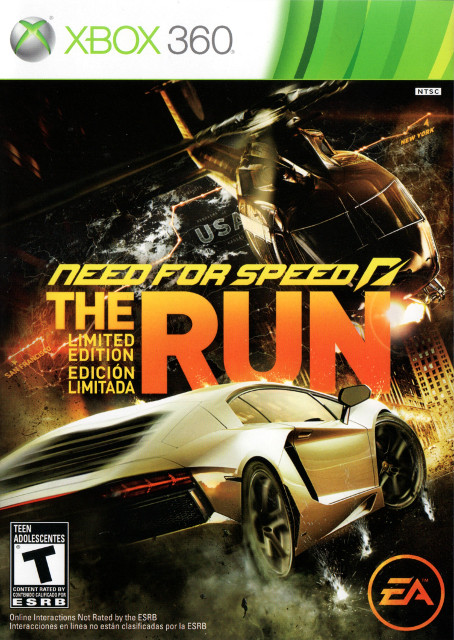 XBOX 360
NTSC
4
NEW YORK
USA
NEED FOR SPEED
THE RUN
LIMITED
EDITION
EDICIÓN
LIMITADA
SAN FRANCISCO
TEEN
ADOLESCENTES
T
CONTENT RATED BY
CONTENIDO CALIFICADO POR
ESRB
Online Interactions Not Rated by the ESRB
Interacciones en línea no están clasificadas por la ESRB
EA